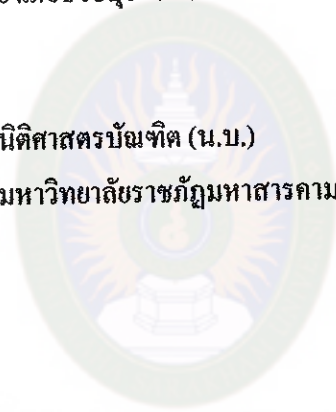 นิติศาสตรบัณฑิต (น.บ.)
มหาวิทยาลัยราชภัฏมหาสารคาม